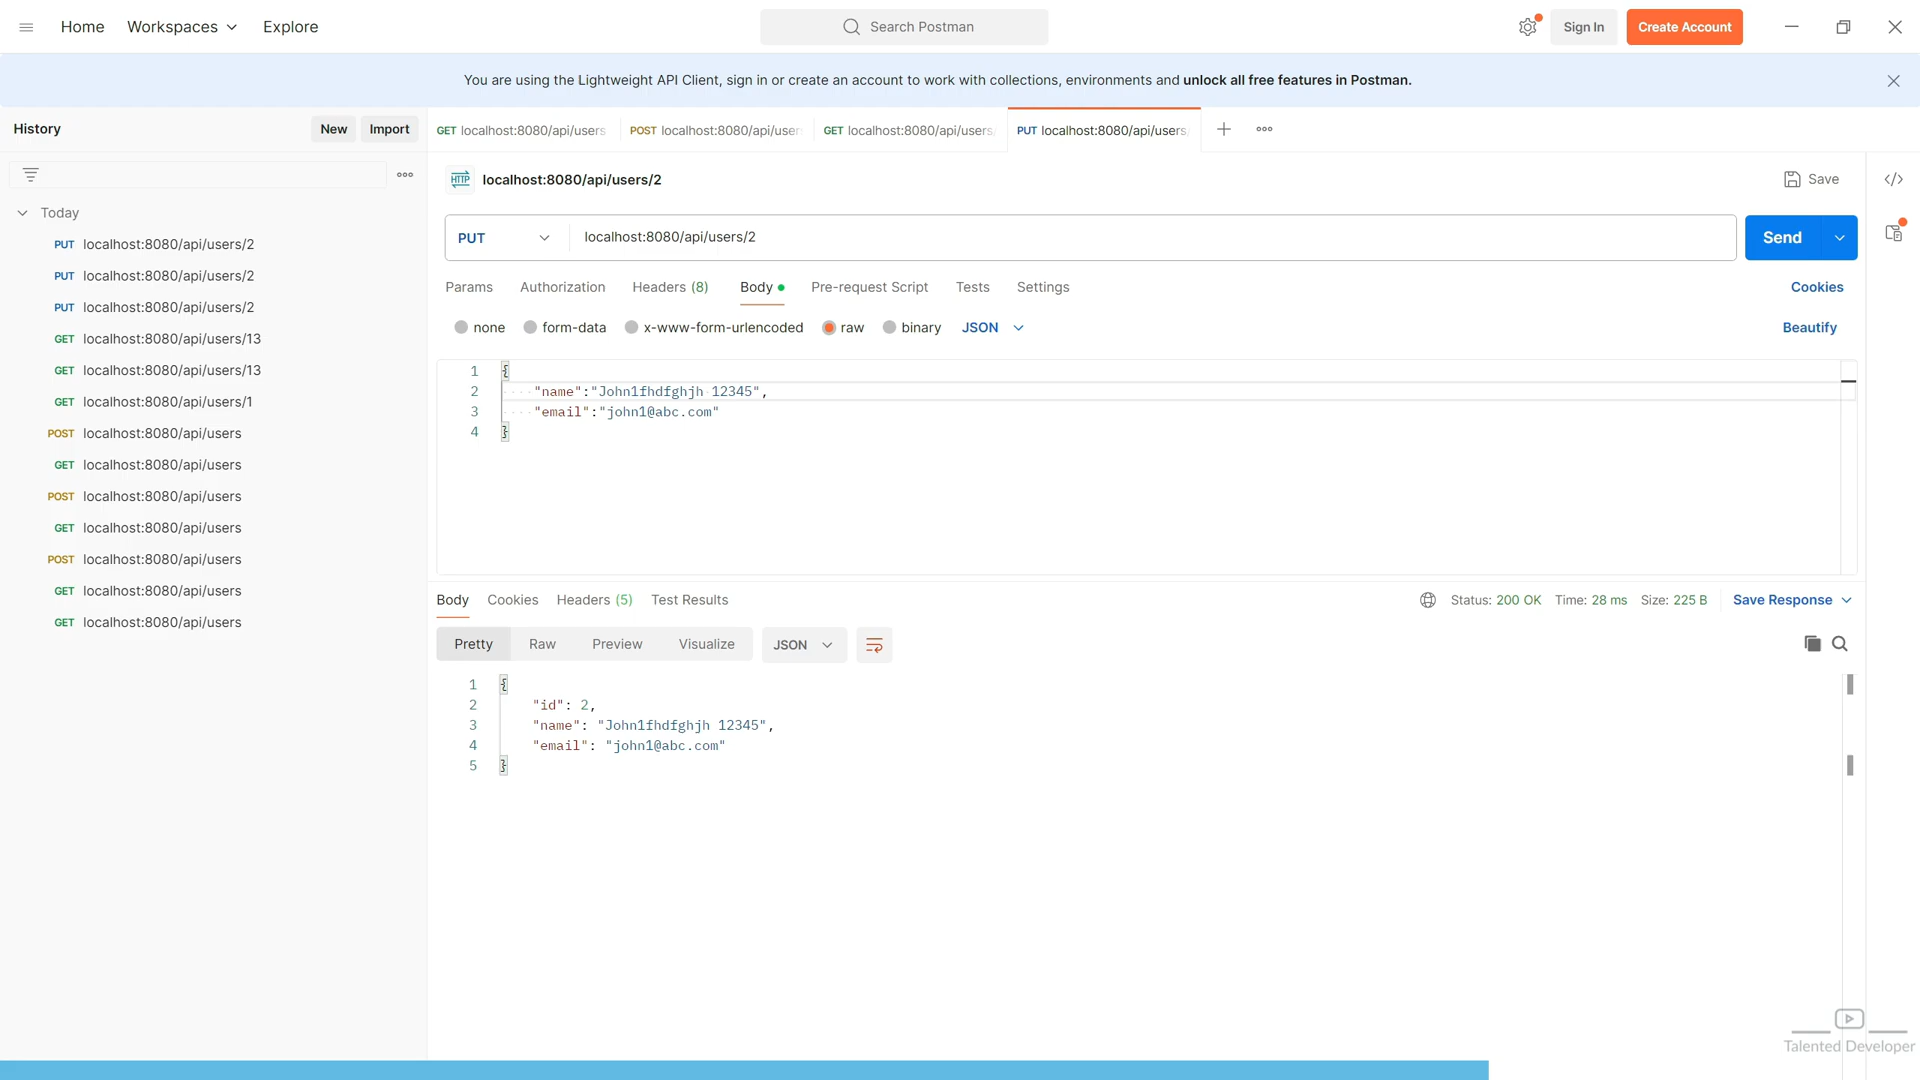 Home Workspaces Explore Search Postman Sign In Create Account
You are using the Lightweight API Client, sign in or create an account to work with collections, environments and unlock all free features in Postman.
History New Import
GET localhost:8080/api/users POST localhost:8080/api/user GET localhost:8080/api/users/ PUT localhost:8080/api/users
HTTP localhost:8080/api/users/2 Save
Today
PUT localhost:8080/api/users/2
PUT localhost:8080/api/users/2
PUT localhost:8080/api/users/2
GET localhost:8080/api/users/13
GET localhost:8080/api/users/13
GET localhost:8080/api/users/1
POST localhost:8080/api/users
GET localhost:8080/api/users
POST localhost:8080/api/users
GET localhost:8080/api/users
POST localhost:8080/api/users
GET localhost:8080/api/users
GET localhost:8080/api/users
PUT localhost:8080/api/users/2 Send
Params Authorization Headers (8) Body Pre-request Script Tests Settings Cookies
none form-data x-www-form-urlencoded raw binary JSON Beautify
1 {
2 "name":"John1fhdfghjh 12345",
3 "email":"john1@abc.com"
4 }
Body Cookies Headers (5) Test Results Status: 200 OK Time: 28 ms Size: 225 B Save Response
Pretty Raw Preview Visualize JSON
1 {
2 "id": 2,
3 "name": "John1fhdfghjh 12345",
4 "email": "john1@abc.com"
5 }
Talented Developer